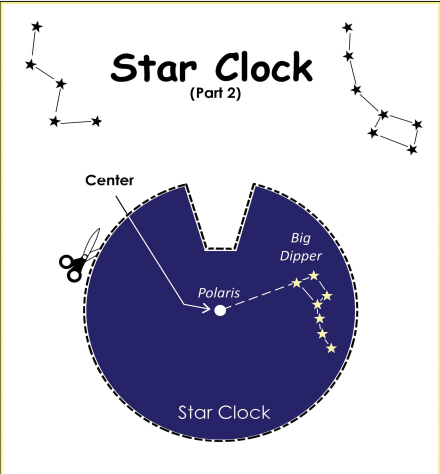 Star Clock
(Part 2)
Center
Big
Dipper
Polaris
Star Clock